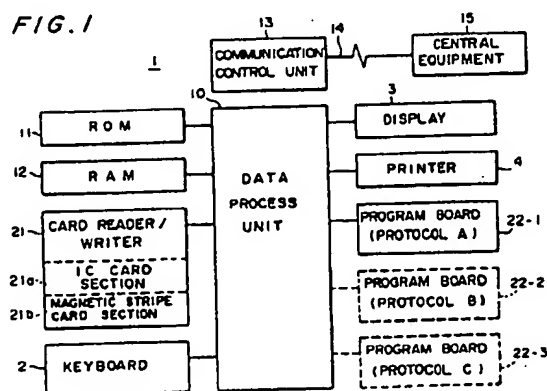 FIG. 1
13
14
15
COMMUNICATION
CONTROL UNIT
CENTRAL
EQUIPMENT
1
10
3
11
ROM
DISPLAY
12
RAM
PRINTER
4
DATA
PROCESS
UNIT
21
CARD READER/
WRITER
21a
IC CARD
SECTION
21b
MAGNETIC STRIPE
CARD SECTION
2
KEYBOARD
PROGRAM BOARD
(PROTOCOL A)
22-1
PROGRAM BOARD
(PROTOCOL B)
22-2
PROGRAM BOARD
(PROTOCOL C)
22-3